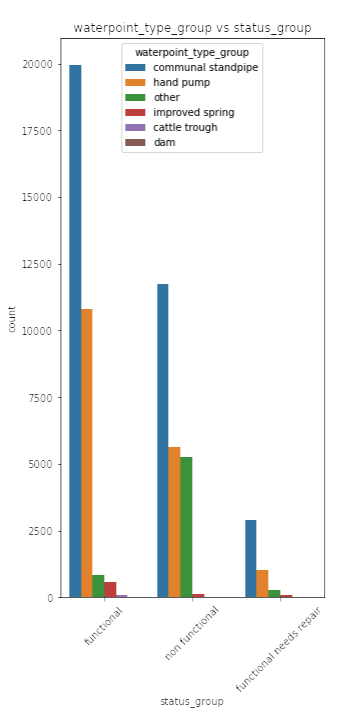 waterpoint_type_group vs status_group
waterpoint_type_group
communal standpipe
hand pump
other
improved spring
cattle trough
dam
20000
17500
15000
12500
10000
7500
5000
2500
0
count
functional
non functional
functional needs repair
status_group